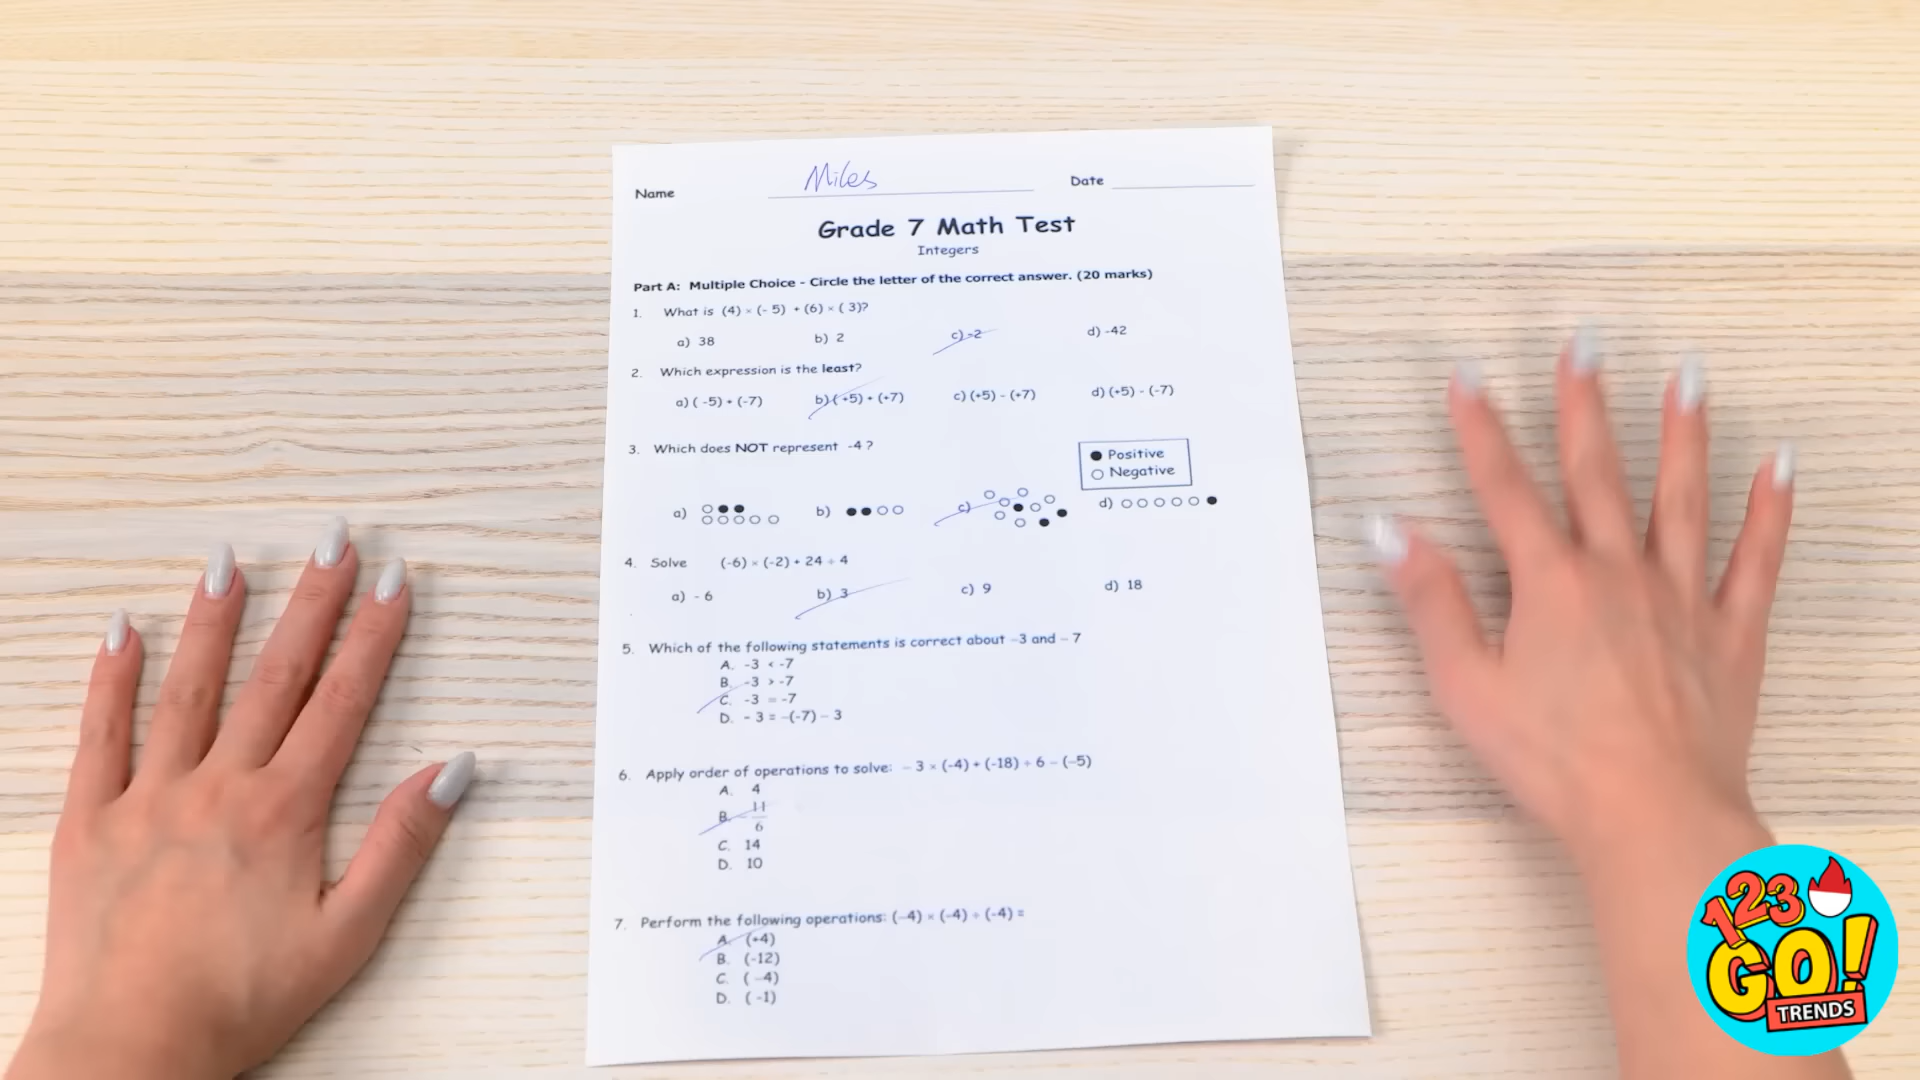 Name Miles Date
Grade 7 Math Test
Integers
Part A: Multiple Choice - Circle the letter of the correct answer. (20 marks)
1. What is (4) × (- 5) + (6) × ( 3)?
a) 38 b) 2 c) -2 d) -42
2. Which expression is the least?
a) ( -5) + (-7) b) ( +5) + (+7) c) (+5) - (+7) d) (+5) - (-7)
3. Which does NOT represent -4 ?
Positive
Negative
a) b) c) d)
4. Solve (-6) × (-2) + 24 ÷ 4
a) - 6 b) 3 c) 9 d) 18
5. Which of the following statements is correct about -3 and - 7
A. -3 < -7
B. -3 > -7
C. -3 = -7
D. - 3 = -(-7) - 3
6. Apply order of operations to solve: - 3 × (-4) + (-18) ÷ 6 - (-5)
A. 4
B. - 11
6
C. 14
D. 10
7. Perform the following operations: (-4) × (-4) ÷ (-4) =
A. (+4)
B. (-12)
C. ( -4)
D. ( -1)
123
GO!
TRENDS